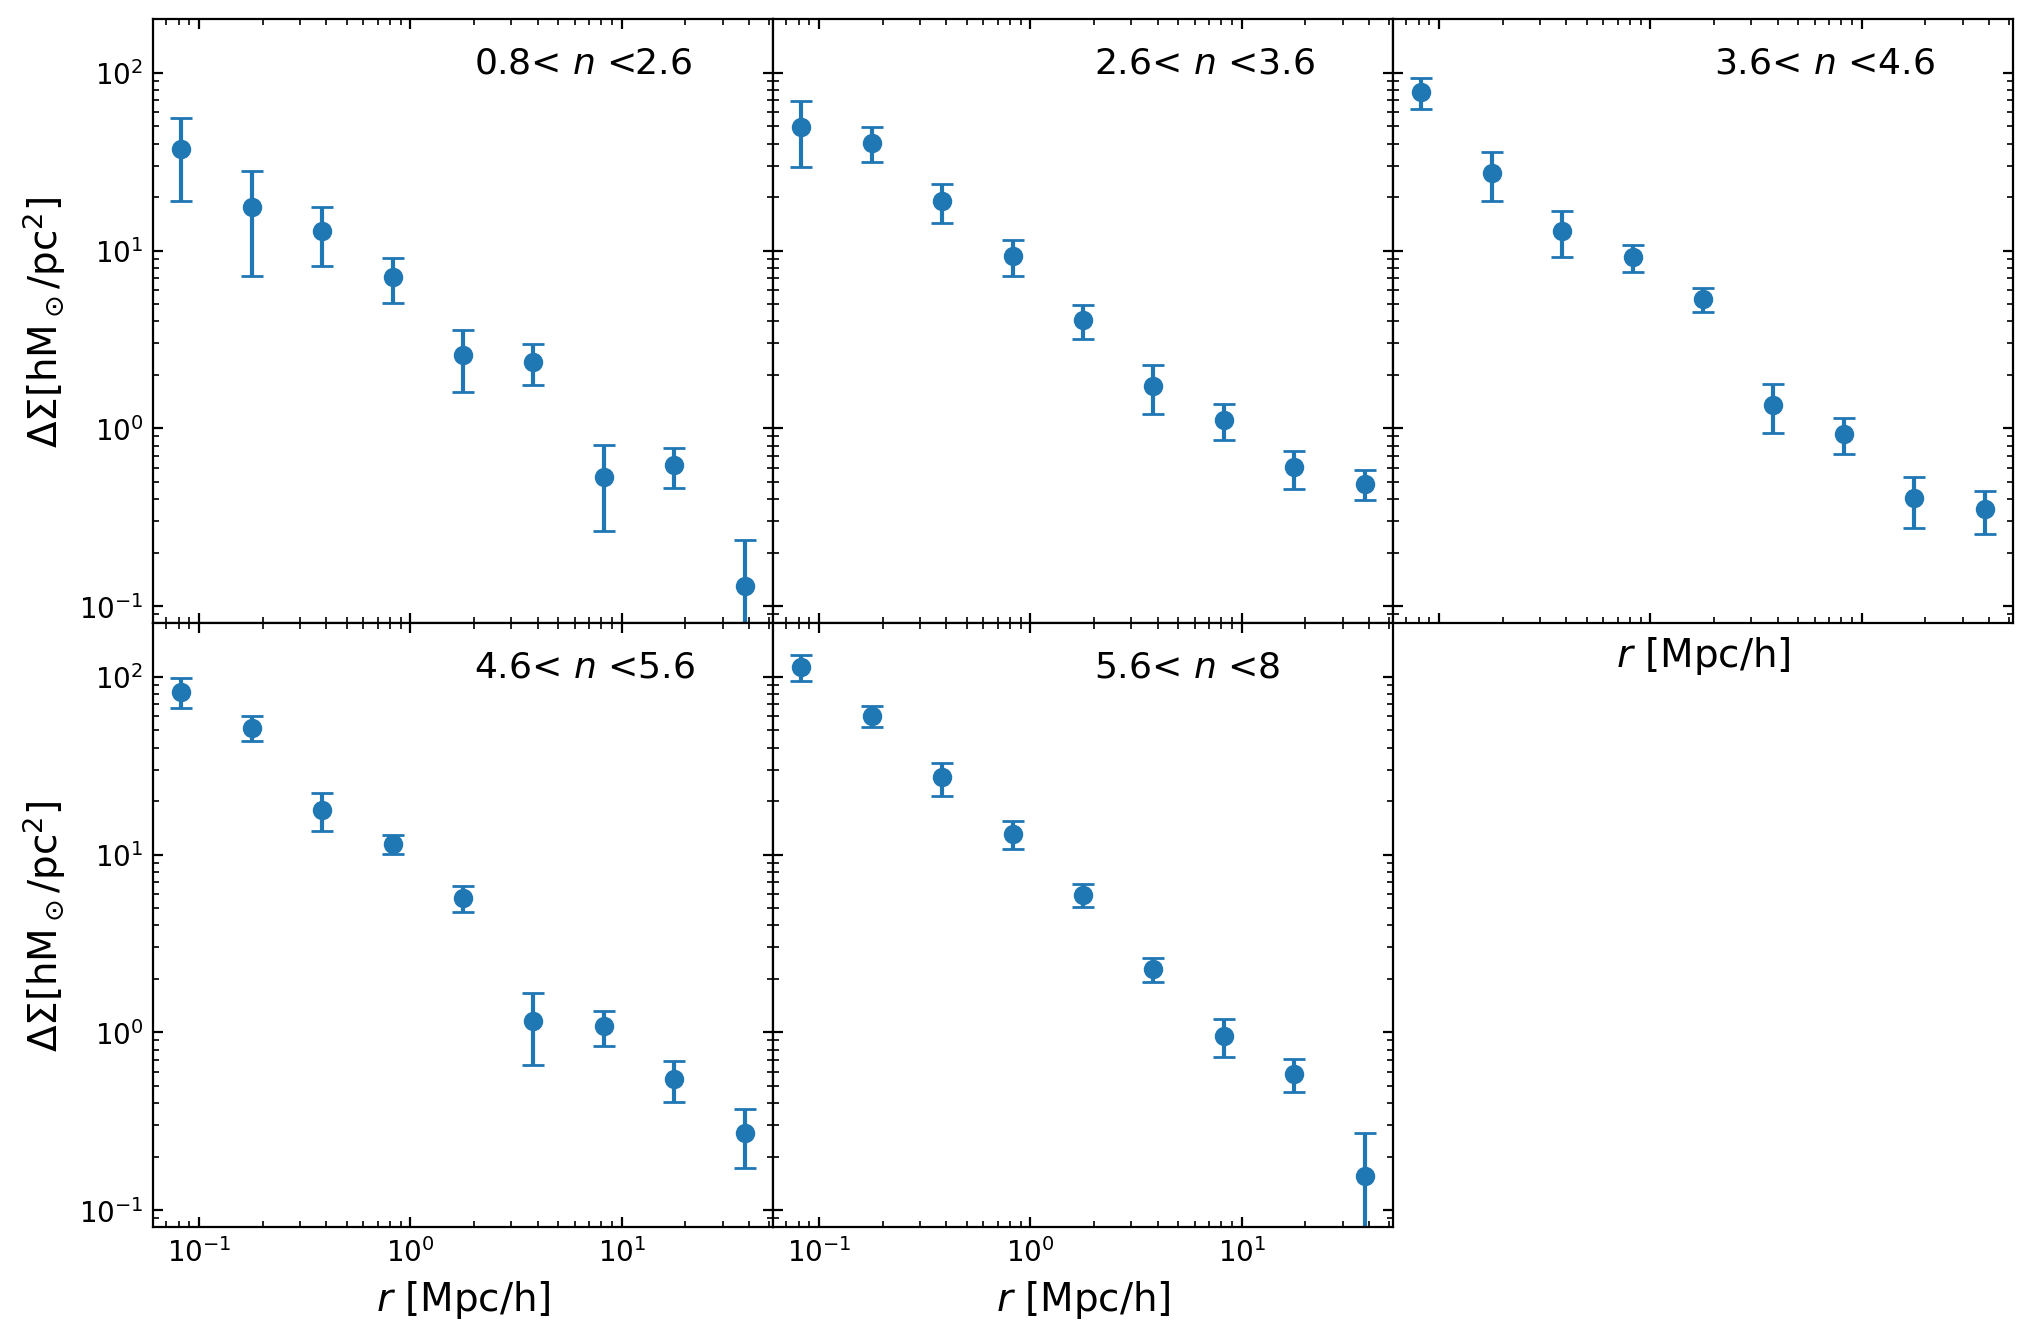 0.8< n <2.6
2.6< n <3.6
3.6< n <4.6
10²
10¹
10⁰
10⁻¹
ΔΣ[hM⊙/pc²]
r [Mpc/h]
4.6< n <5.6
5.6< n <8
10²
10¹
10⁰
10⁻¹
ΔΣ[hM⊙/pc²]
10⁻¹ 10⁰ 10¹
10⁻¹ 10⁰ 10¹
r [Mpc/h]
r [Mpc/h]